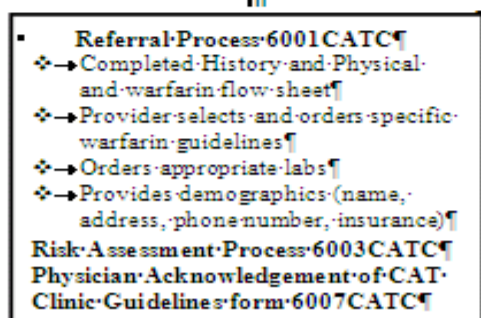 ▪ Referral·Process·6001CATC¶
❖→Completed·History·and·Physical·
and·warfarin·flow·sheet¶
❖→Provider·selects·and·orders·specific·
warfarin·guidelines¶
❖→Orders·appropriate·labs¶
❖→Provides·demographics·(name,·
address,·phone·number,·insurance)¶
Risk·Assessment·Process·6003CATC¶
Physician·Acknowledgement·of·CAT·
Clinic·Guidelines·form·6007CATC¶